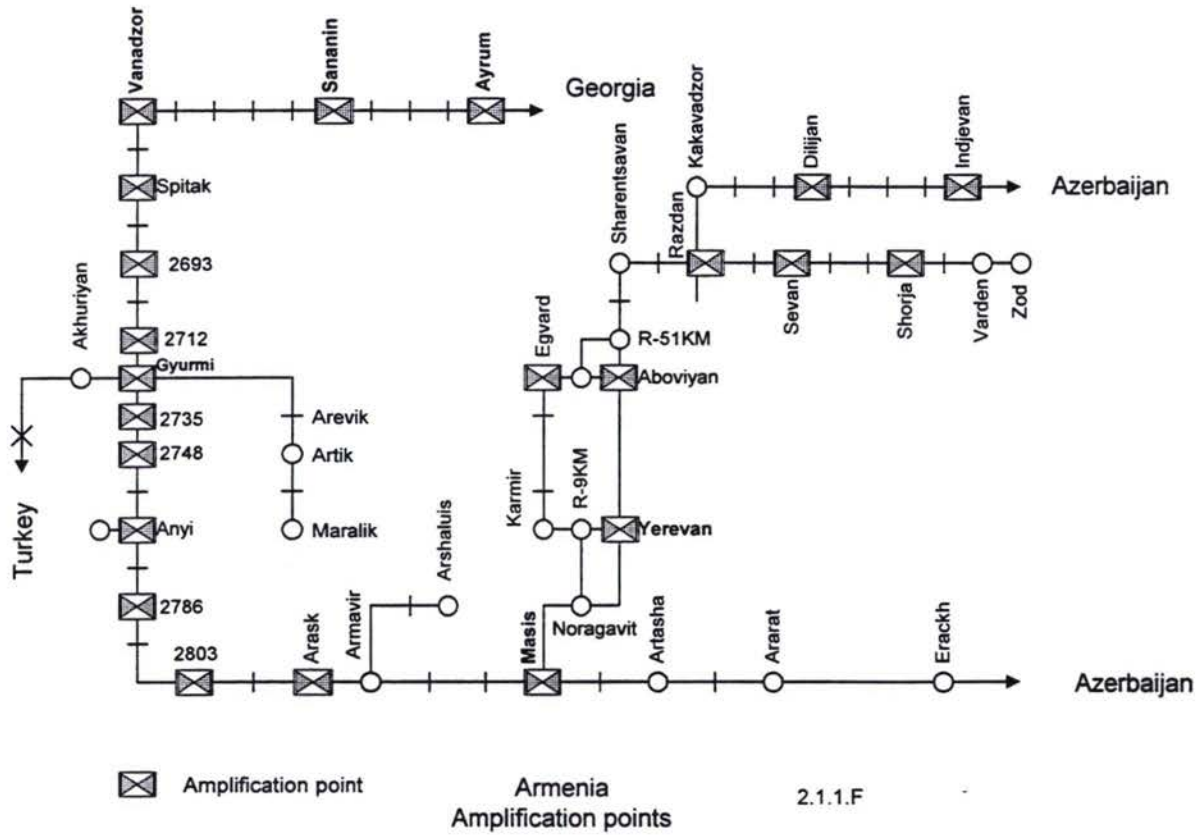 Vanadzor
Sananin
Ayrum
Georgia
Spitak
2693
Akhuriyan
2712
Gyurmi
2735
2748
Turkey
Anyi
2786
2803
Arevik
Artik
Maralik
Arask
Armavir
Arshaluis
Sharentsavan
Kakavadzor
Dilijan
Indjevan
Azerbaijan
Razdan
Sevan
Shorja
Varden
Zod
Egvard
R-51KM
Aboviyan
Karmir
R-9KM
Yerevan
Noragavit
Masis
Artasha
Ararat
Erackh
Azerbaijan
Amplification point
Armenia
Amplification points
2.1.1.F